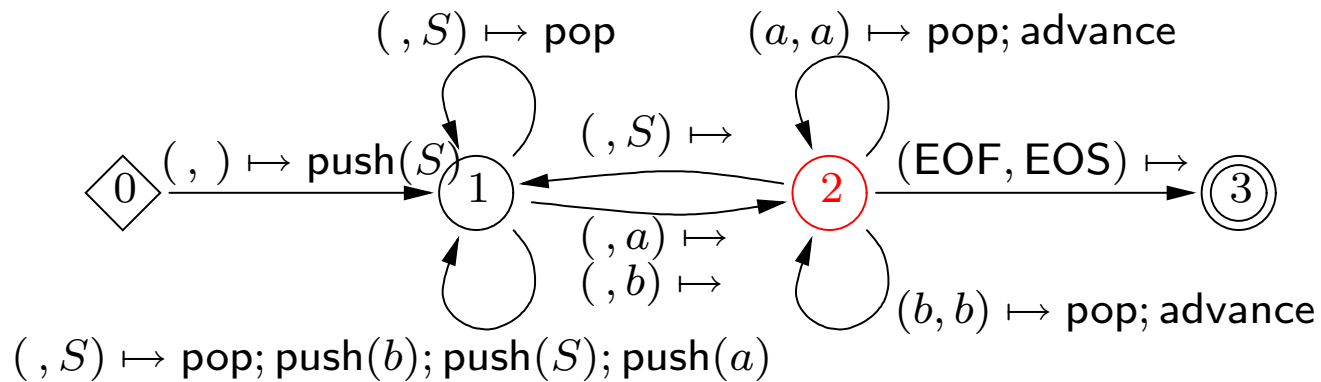 ( , S) ↦ pop
(a, a) ↦ pop; advance
( , S) ↦
( , ) ↦ push(S)
(EOF, EOS) ↦
0
1
2
3
( , a) ↦
( , b) ↦
(b, b) ↦ pop; advance
( , S) ↦ pop; push(b); push(S); push(a)